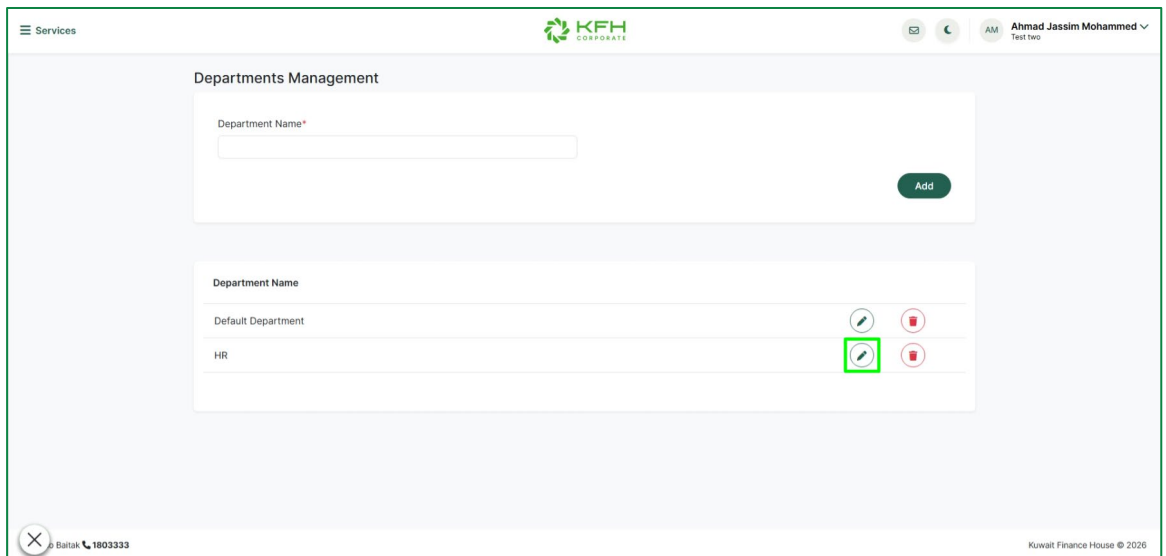 Services
KFH
CORPORATE
AM
Ahmad Jassim Mohammed
Test two
Departments Management
Department Name*
Add
Department Name
Default Department
HR
Baitak 1803333
Kuwait Finance House © 2026